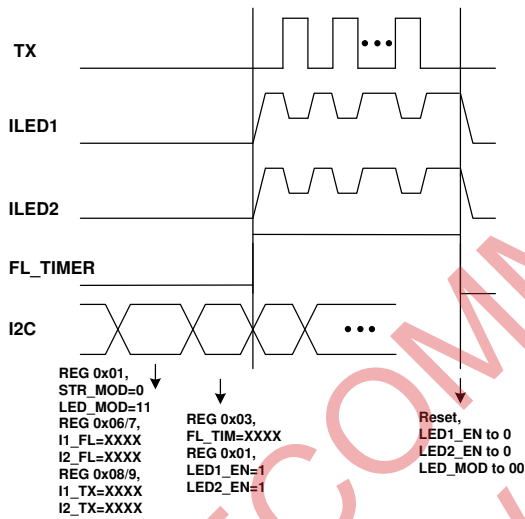 TX
ILED1
ILED2
FL_TIMER
I2C
REG 0x01,
STR_MOD=0
LED_MOD=11
REG 0x06/7,
I1_FL=XXXX
I2_FL=XXXX
REG 0x08/9,
I1_TX=XXXX
I2_TX=XXXX
REG 0x03,
FL_TIM=XXXX
REG 0x01,
LED1_EN=1
LED2_EN=1
Reset,
LED1_EN to 0
LED2_EN to 0
LED_MOD to 00